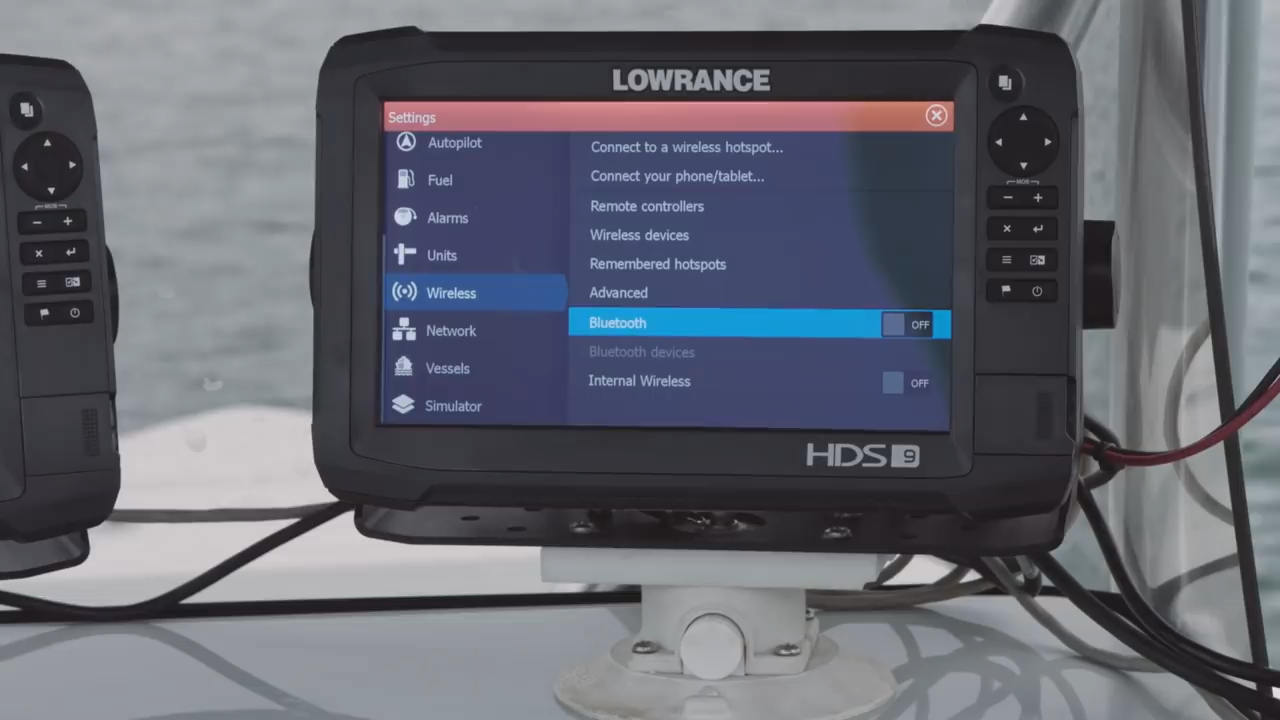 LOWRANCE
Settings
Autopilot
Fuel
Alarms
Units
Wireless
Network
Vessels
Simulator
Connect to a wireless hotspot...
Connect your phone/tablet...
Remote controllers
Wireless devices
Remembered hotspots
Advanced
Bluetooth OFF
Bluetooth devices
Internal Wireless OFF
HDS 9